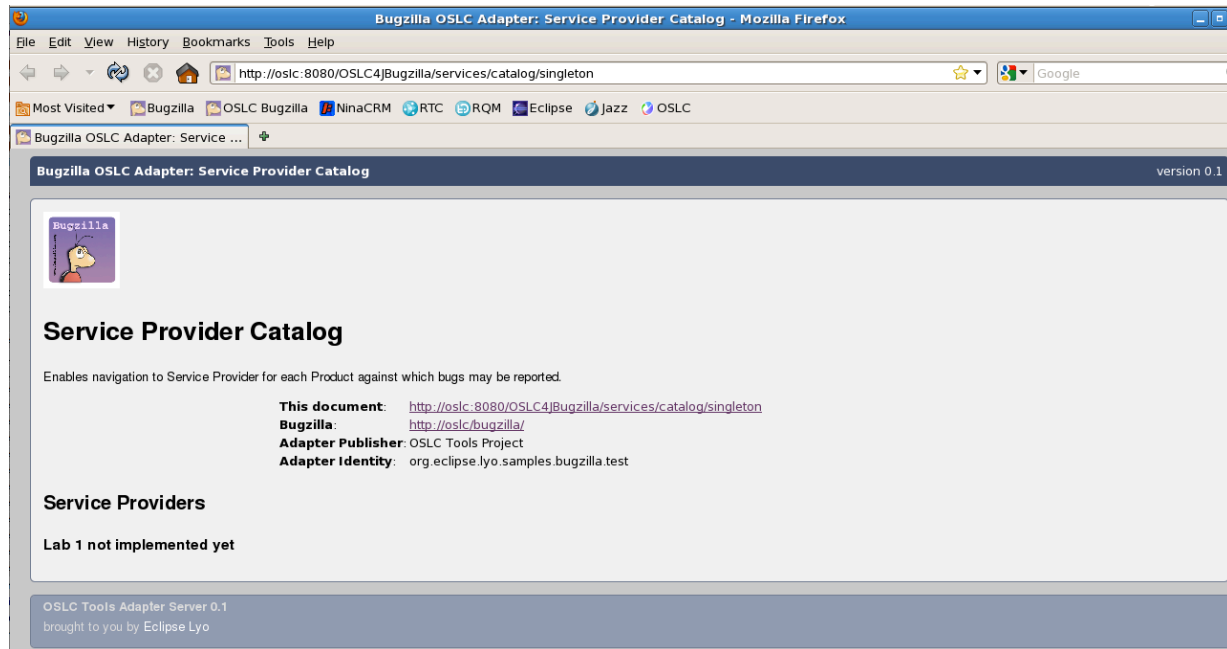 Bugzilla OSLC Adapter: Service Provider Catalog - Mozilla Firefox
File Edit View History Bookmarks Tools Help
http://oslc:8080/OSLC4JBugzilla/services/catalog/singleton Google
Most Visited Bugzilla OSLC Bugzilla NinaCRM RTC RQM Eclipse Jazz OSLC
Bugzilla OSLC Adapter: Service ...
Bugzilla OSLC Adapter: Service Provider Catalog version 0.1
Bugzilla
Service Provider Catalog
Enables navigation to Service Provider for each Product against which bugs may be reported.
This document: http://oslc:8080/OSLC4JBugzilla/services/catalog/singleton
Bugzilla: http://oslc/bugzilla/
Adapter Publisher: OSLC Tools Project
Adapter Identity: org.eclipse.lyo.samples.bugzilla.test
Service Providers
Lab 1 not implemented yet
OSLC Tools Adapter Server 0.1
brought to you by Eclipse Lyo